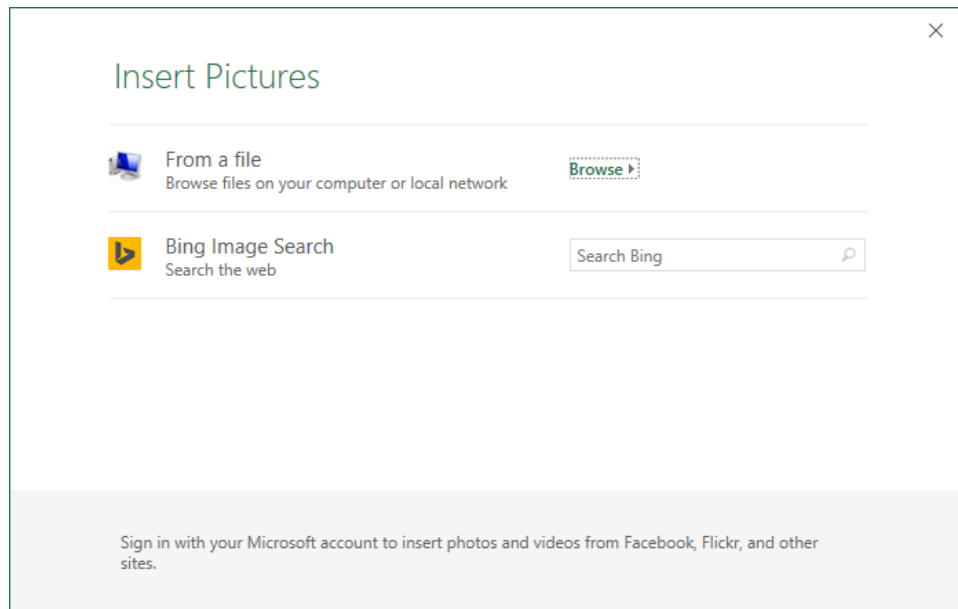 Insert Pictures
From a file
Browse files on your computer or local network
Browse
Bing Image Search
Search the web
Search Bing
Sign in with your Microsoft account to insert photos and videos from Facebook, Flickr, and other
sites.